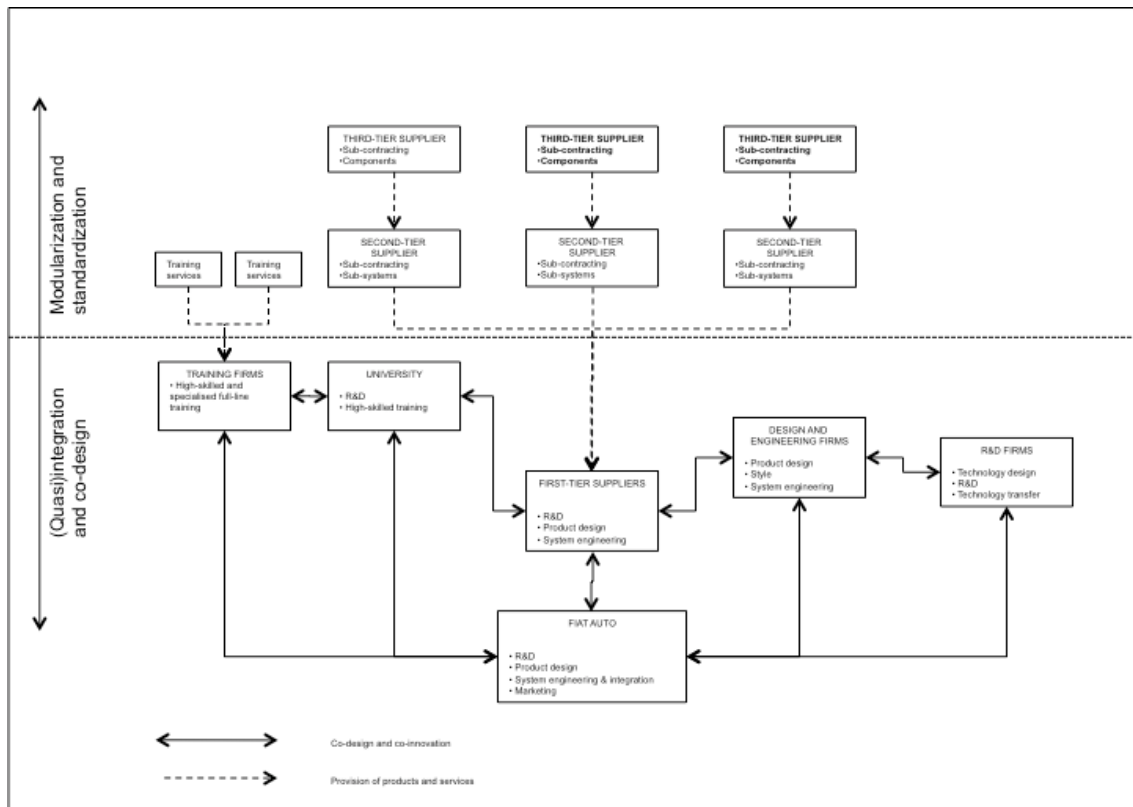 Modularization and
standardization
(Quasi)integration
and co-design
THIRD-TIER SUPPLIER
•Sub-contracting
•Components
THIRD-TIER SUPPLIER
•Sub-contracting
•Components
THIRD-TIER SUPPLIER
•Sub-contracting
•Components
SECOND-TIER
SUPPLIER
•Sub-contracting
•Sub-systems
SECOND-TIER
SUPPLIER
•Sub-contracting
•Sub-systems
SECOND-TIER
SUPPLIER
•Sub-contracting
•Sub-systems
Training
services
Training
services
TRAINING FIRMS
• High-skilled and
specialised full-line
training
UNIVERSITY
• R&D
• High-skilled training
FIRST-TIER SUPPLIERS
• R&D
• Product design
• System engineering
DESIGN AND
ENGINEERING FIRMS
• Product design
• Style
• System engineering
R&D FIRMS
• Technology design
• R&D
• Technology transfer
FIAT AUTO
• R&D
• Product design
• System engineering & integration
• Marketing
Co-design and co-innovation
Provision of products and services